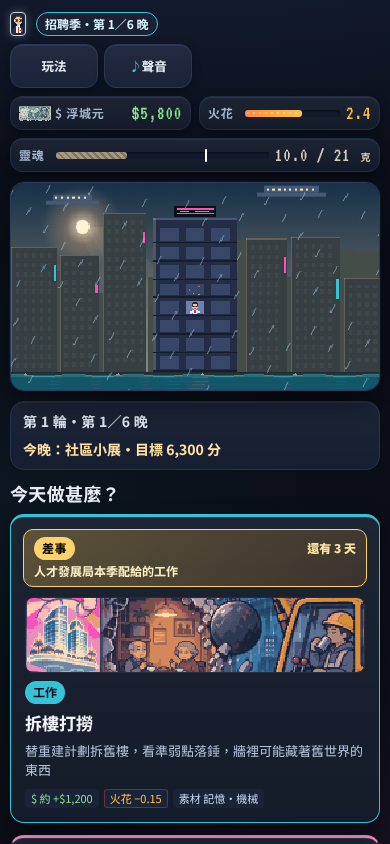 招聘季・第 1／6 晚
玩法
♪聲音
$ 浮城元 $5,800
火花 2.4
靈魂 10.0 / 21 克
第 1 輪・第 1／6 晚
今晚：社區小展・目標 6,300 分
今天做甚麼？
差事 還有 3 天
人才發展局本季配給的工作
工作
拆樓打撈
替重建計劃拆舊樓，看準弱點落錘，牆裡可能藏著舊世界的
東西
$ 約 +$1,200 火花 −0.15 素材 記憶・機械